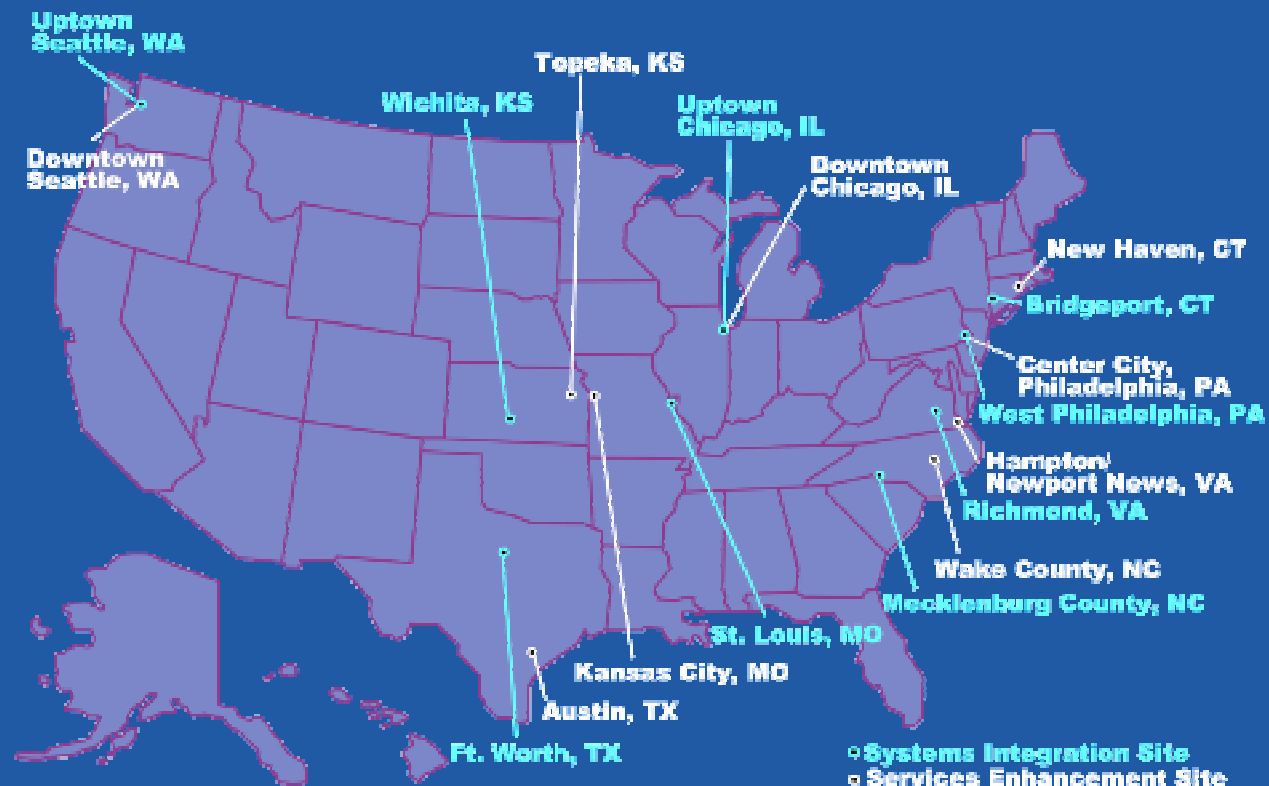 Uptown
Seattle, WA
Topeka, KS
Wichita, KS
Uptown
Chicago, IL
Downtown
Seattle, WA
Downtown
Chicago, IL
New Haven, CT
Bridgeport, CT
Center City,
Philadelphia, PA
West Philadelphia, PA
Hampton/
Newport News, VA
Richmond, VA
Wake County, NC
Mecklenburg County, NC
St. Louis, MO
Kansas City, MO
Austin, TX
Ft. Worth, TX
Systems Integration Site
Services Enhancement Site